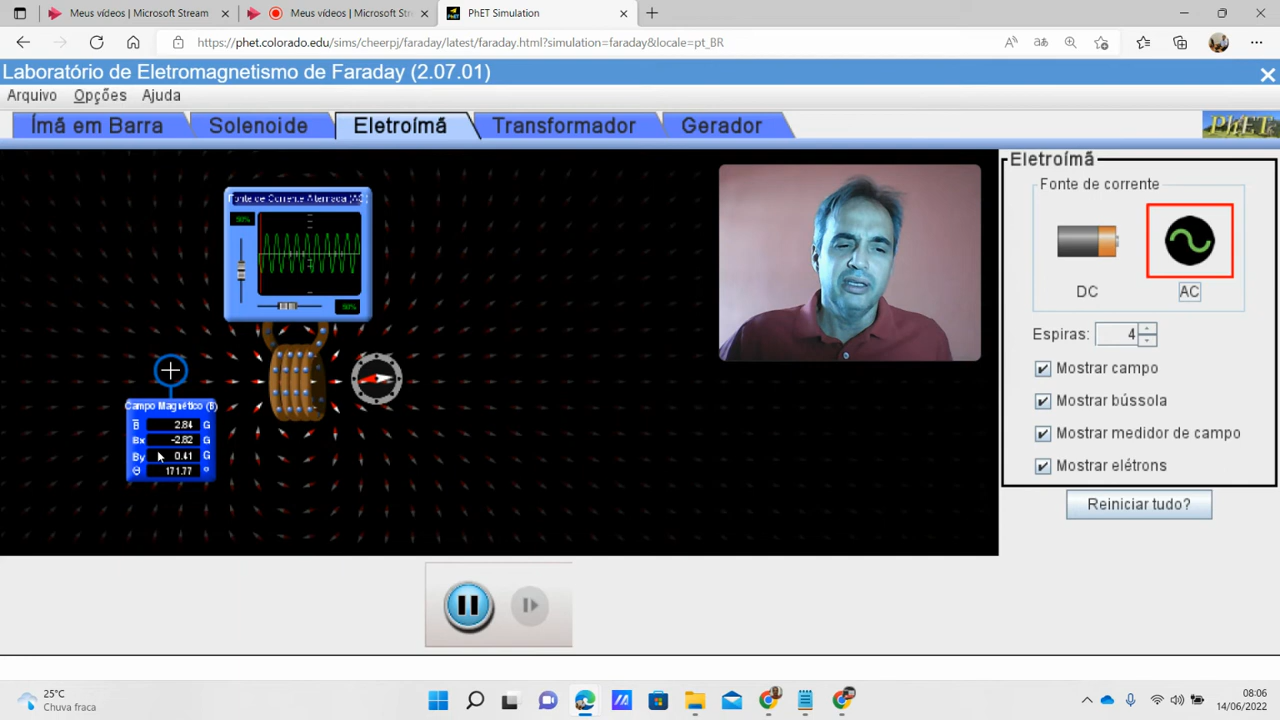 Meus vídeos | Microsoft Stream
Meus vídeos | Microsoft Str
PhET Simulation
https://phet.colorado.edu/sims/cheerpj/faraday/latest/faraday.html?simulation=faraday&locale=pt_BR
Laboratório de Eletromagnetismo de Faraday (2.07.01)
Arquivo Opções Ajuda
Ímã em Barra Solenoide Eletroímã Transformador Gerador
PhET
Fonte de Corrente Alternada (AC)
50%
50%
Campo Magnético (B)
B 2.84 G
Bx -2.82 G
By 0.41 G
Θ 171.77 °
Eletroímã
Fonte de corrente
DC AC
Espiras: 4
Mostrar campo
Mostrar bússola
Mostrar medidor de campo
Mostrar elétrons
Reiniciar tudo?
25°C
Chuva fraca
08:06
14/06/2022